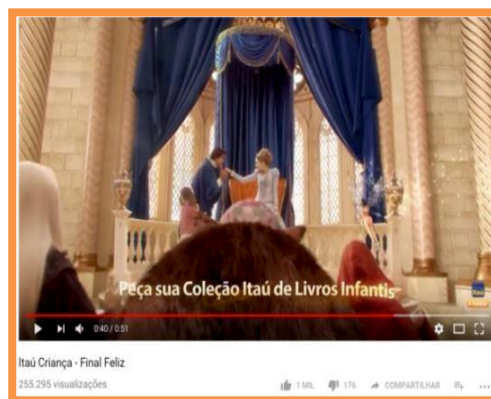 Peça sua Coleção Itaú de Livros Infantis
Itaú
0:40 / 0:51
Itaú Criança - Final Feliz
255.295 visualizações
1 MIL
176
COMPARTILHAR